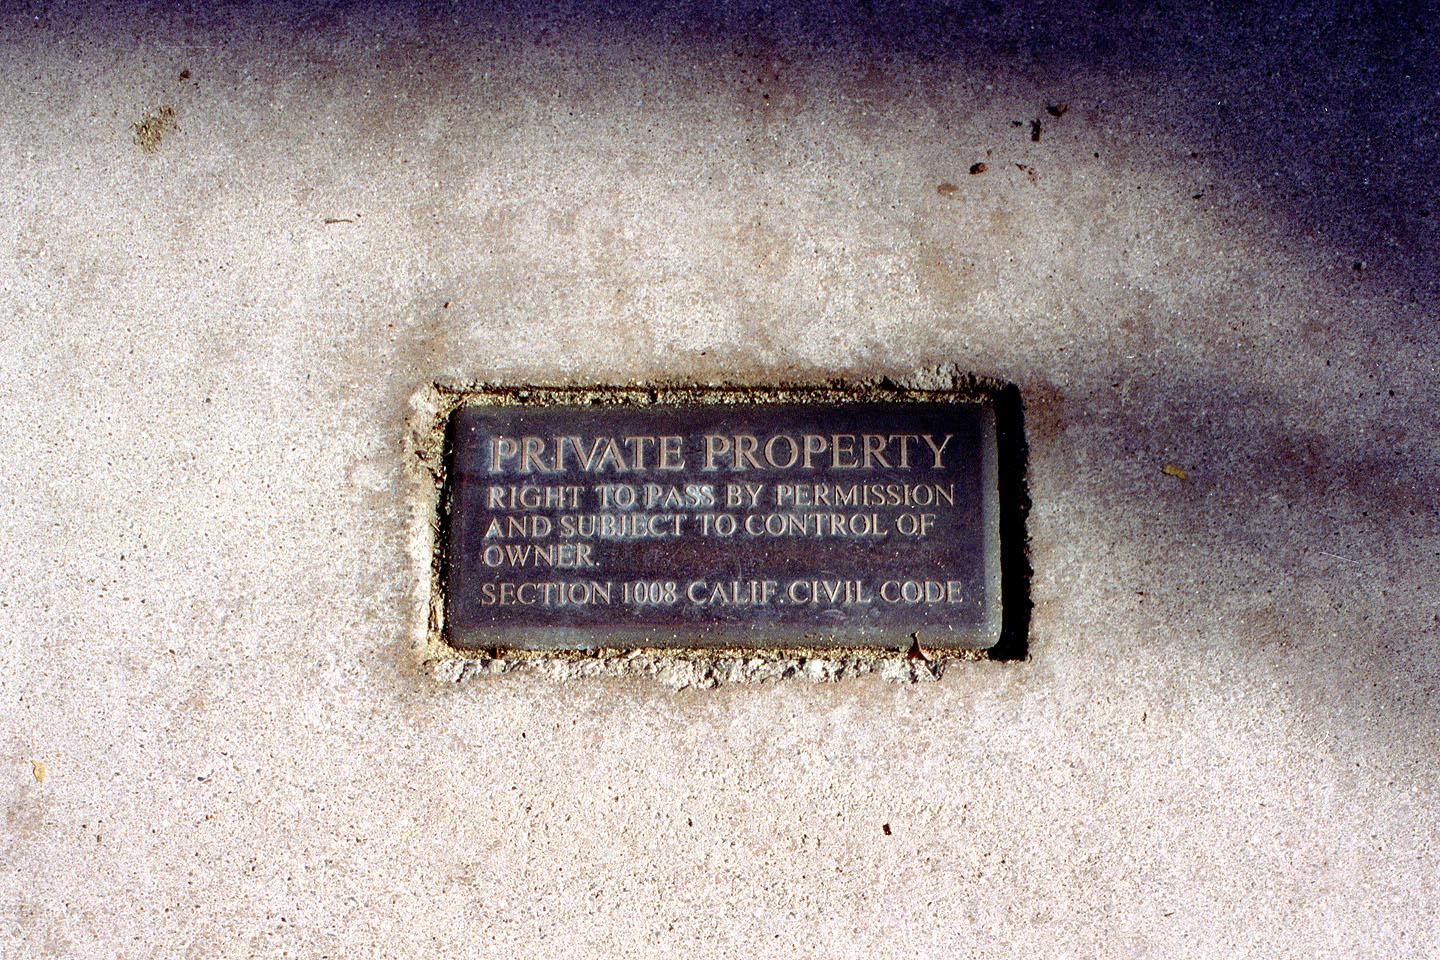 PRIVATE PROPERTY
RIGHT TO PASS BY PERMISSION
AND SUBJECT TO CONTROL OF
OWNER.
SECTION 1008 CALIF. CIVIL CODE